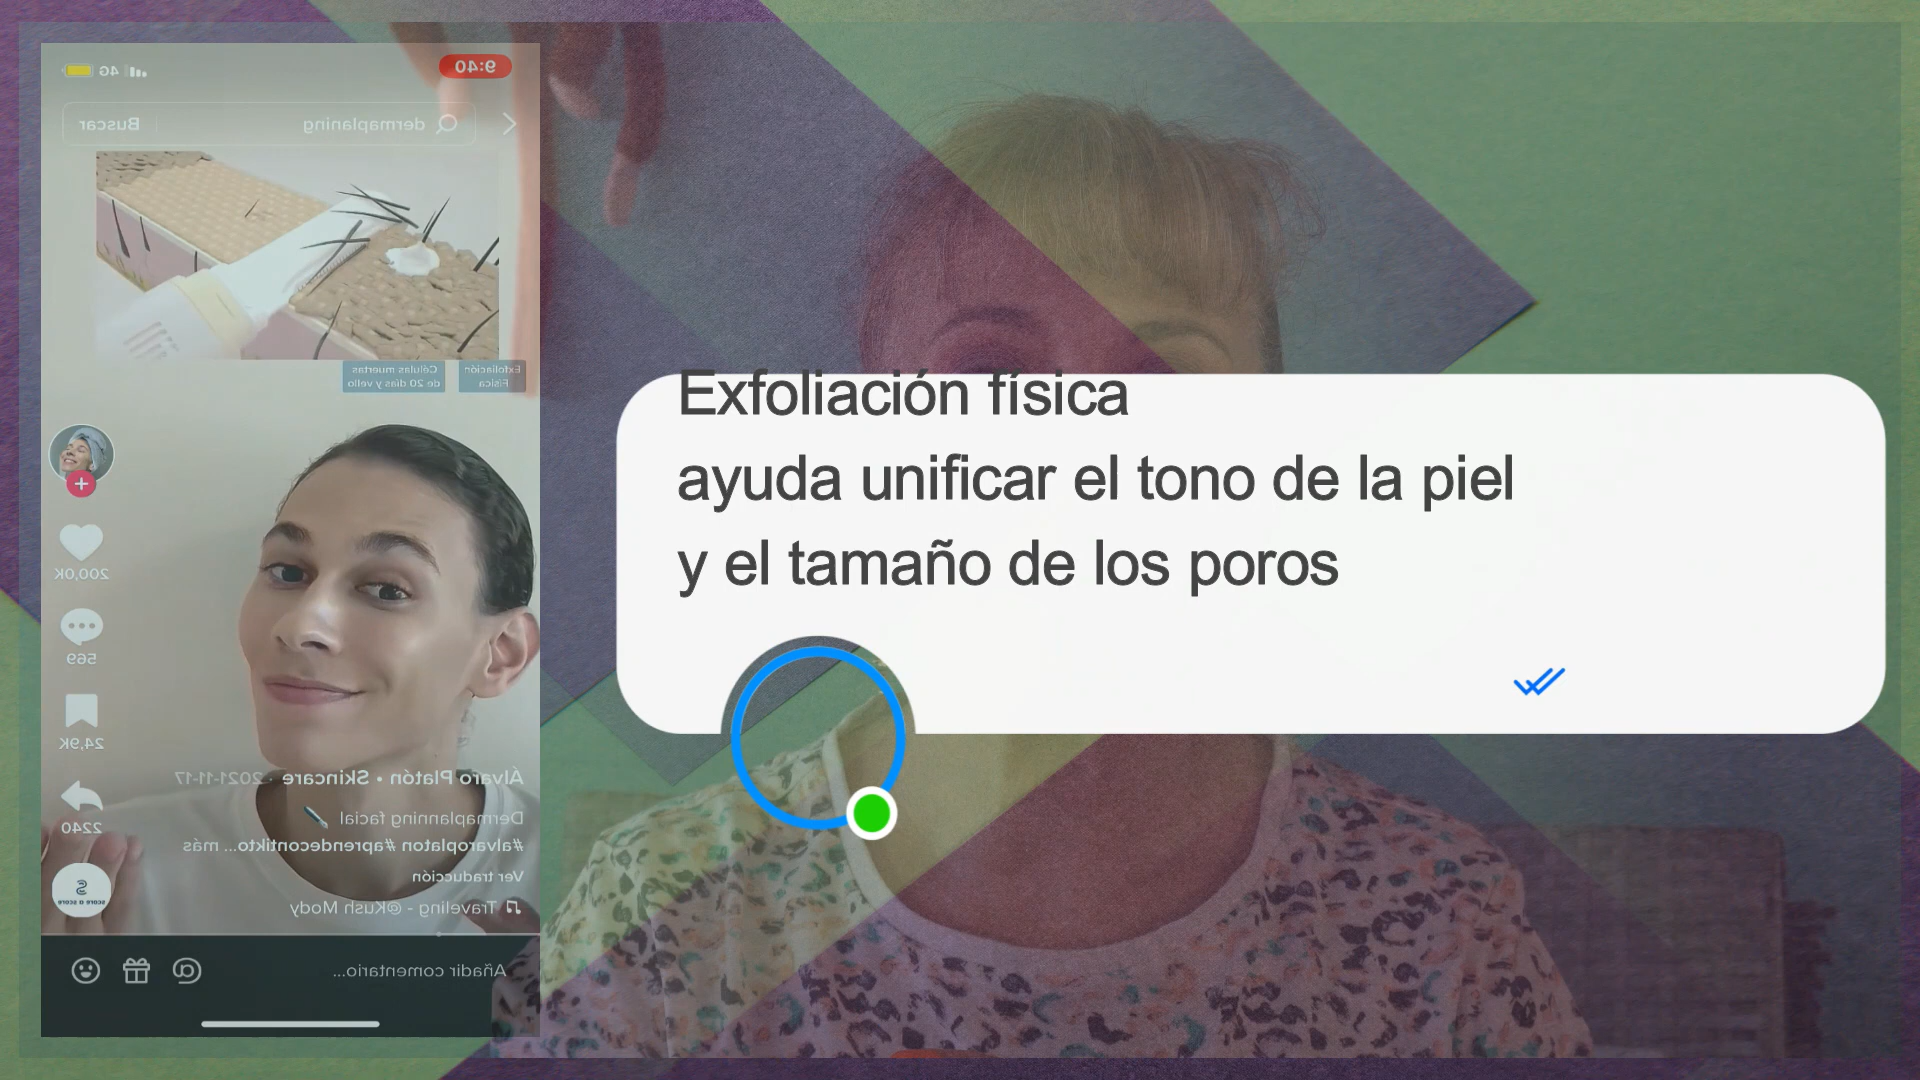 9:40
4G
dermaplaning
Buscar
Exfoliación
Física
Células muertas
de 20 días y vello
200,0K
569
24,9K
2240
Álvaro Platón • Skincare · 2021-11-17
Dermaplanning facial
#alvaroplaton #aprendecontikto... más
Ver traducción
Traveling - @Kush Mody
S
score a score
Añadir comentario...
Exfoliación física
ayuda unificar el tono de la piel
y el tamaño de los poros